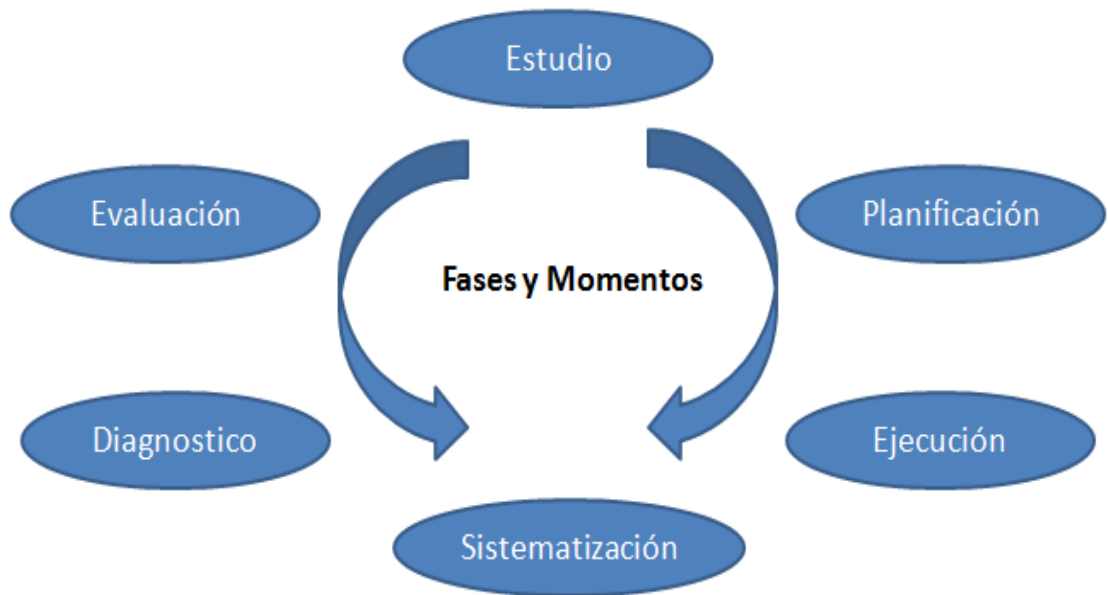 Estudio
Evaluación
Planificación
Fases y Momentos
Diagnostico
Ejecución
Sistematización